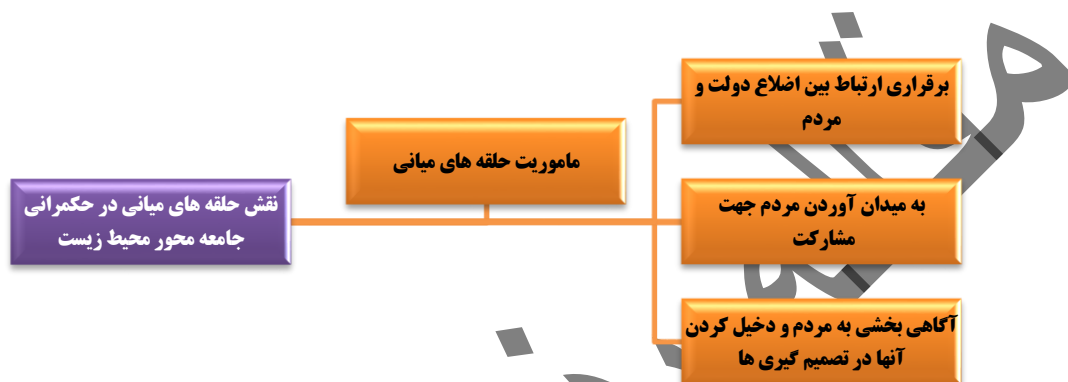 برقراری ارتباط بین اضلاع دولت و
مردم
ماموریت حلقه های میانی
نقش حلقه های میانی در حکمرانی
جامعه محور محیط زیست
به میدان آوردن مردم جهت
مشارکت
آگاهی بخشی به مردم و دخیل کردن
آنها در تصمیم گیری ها